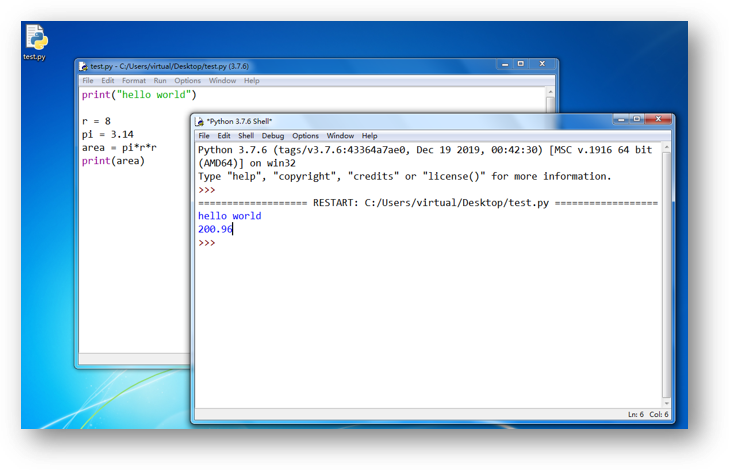 test.py
test.py - C:/Users/virtual/Desktop/test.py (3.7.6)
File Edit Format Run Options Window Help
print("hello world")
r = 8
pi = 3.14
area = pi*r*r
print(area)
*Python 3.7.6 Shell*
File Edit Shell Debug Options Window Help
Python 3.7.6 (tags/v3.7.6:43364a7ae0, Dec 19 2019, 00:42:30) [MSC v.1916 64 bit
(AMD64)] on win32
Type "help", "copyright", "credits" or "license()" for more information.
>>>
=================== RESTART: C:/Users/virtual/Desktop/test.py ==================
hello world
200.96
>>>
Ln: 6 Col: 6